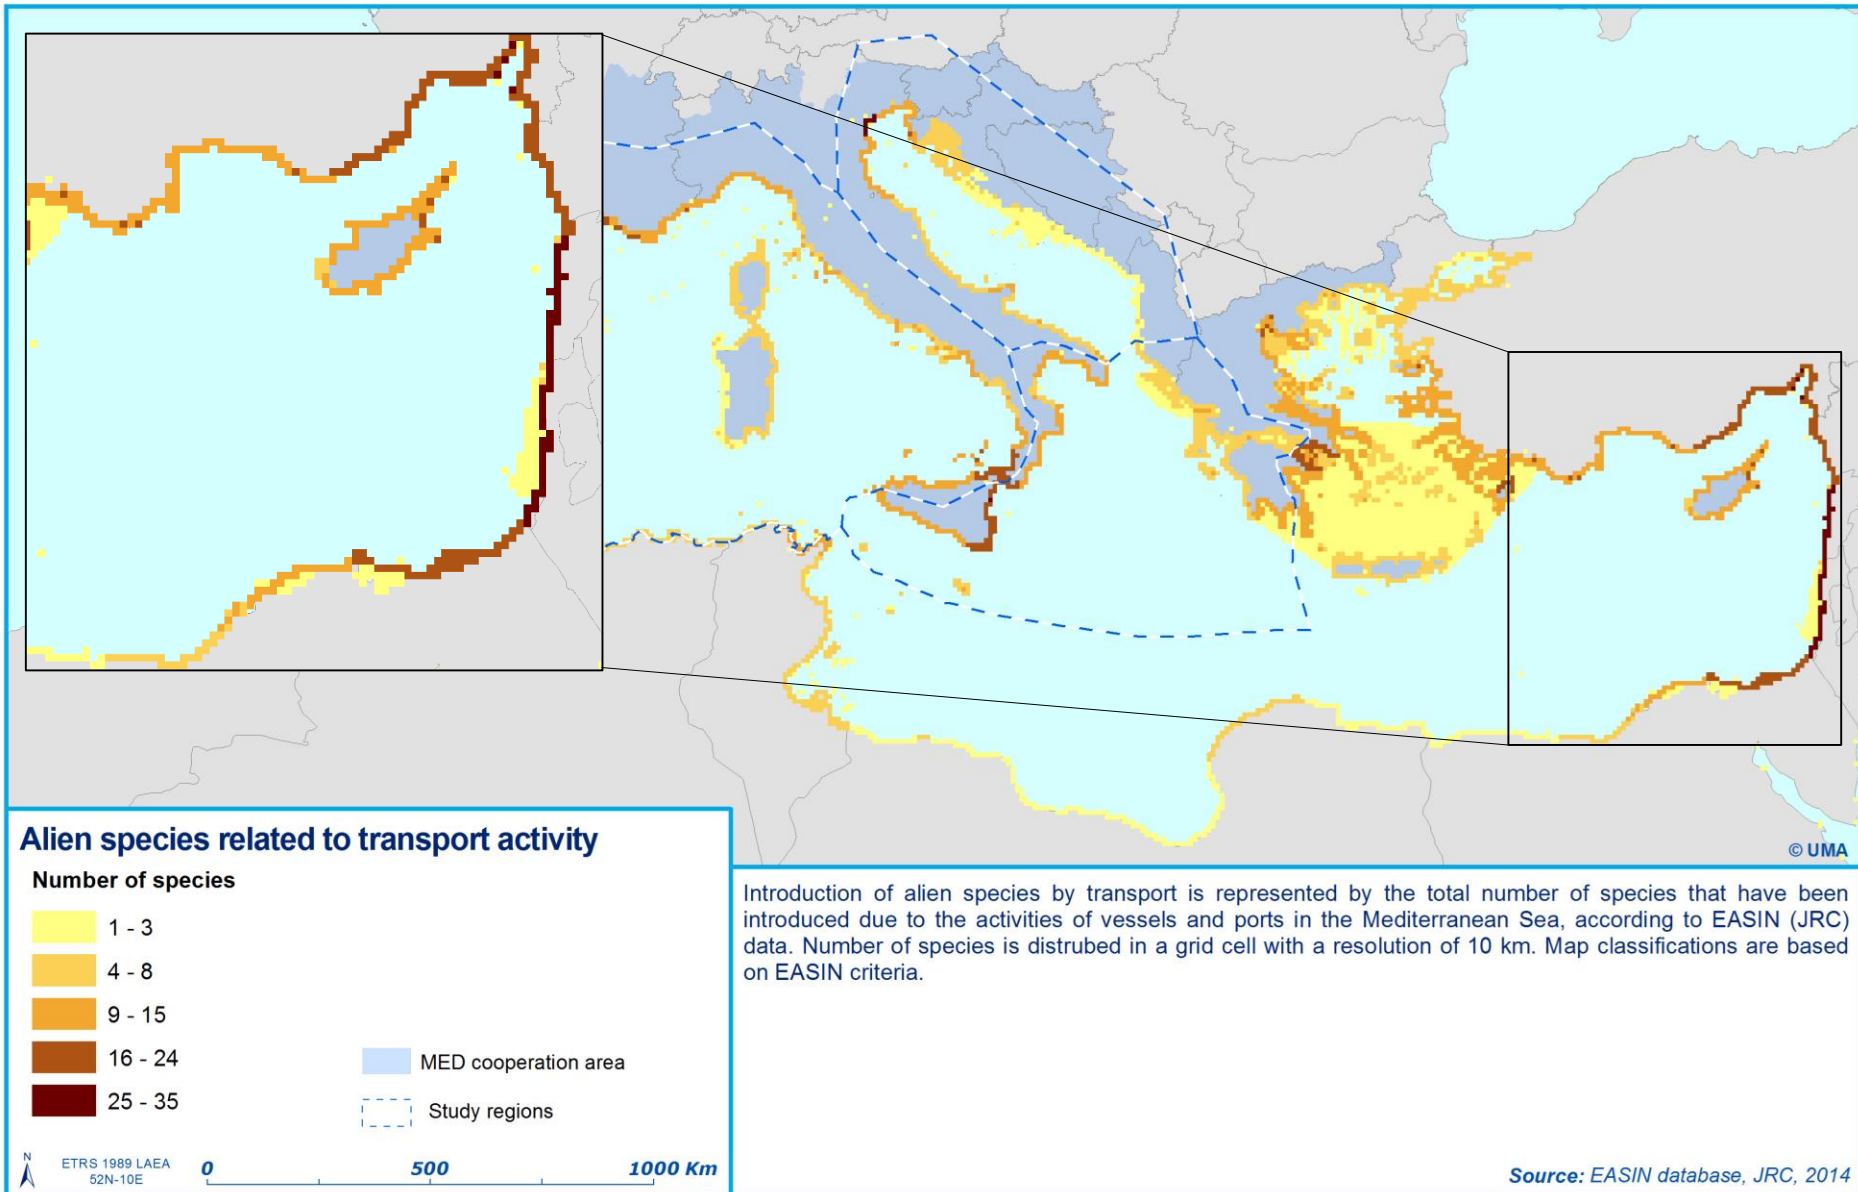 © UMA
Alien species related to transport activity
Number of species
1 - 3
4 - 8
9 - 15
16 - 24
25 - 35
MED cooperation area
Study regions
N
ETRS 1989 LAEA
52N-10E
0 500 1000 Km
Introduction of alien species by transport is represented by the total number of species that have been
introduced due to the activities of vessels and ports in the Mediterranean Sea, according to EASIN (JRC)
data. Number of species is distrubed in a grid cell with a resolution of 10 km. Map classifications are based
on EASIN criteria.
Source: EASIN database, JRC, 2014